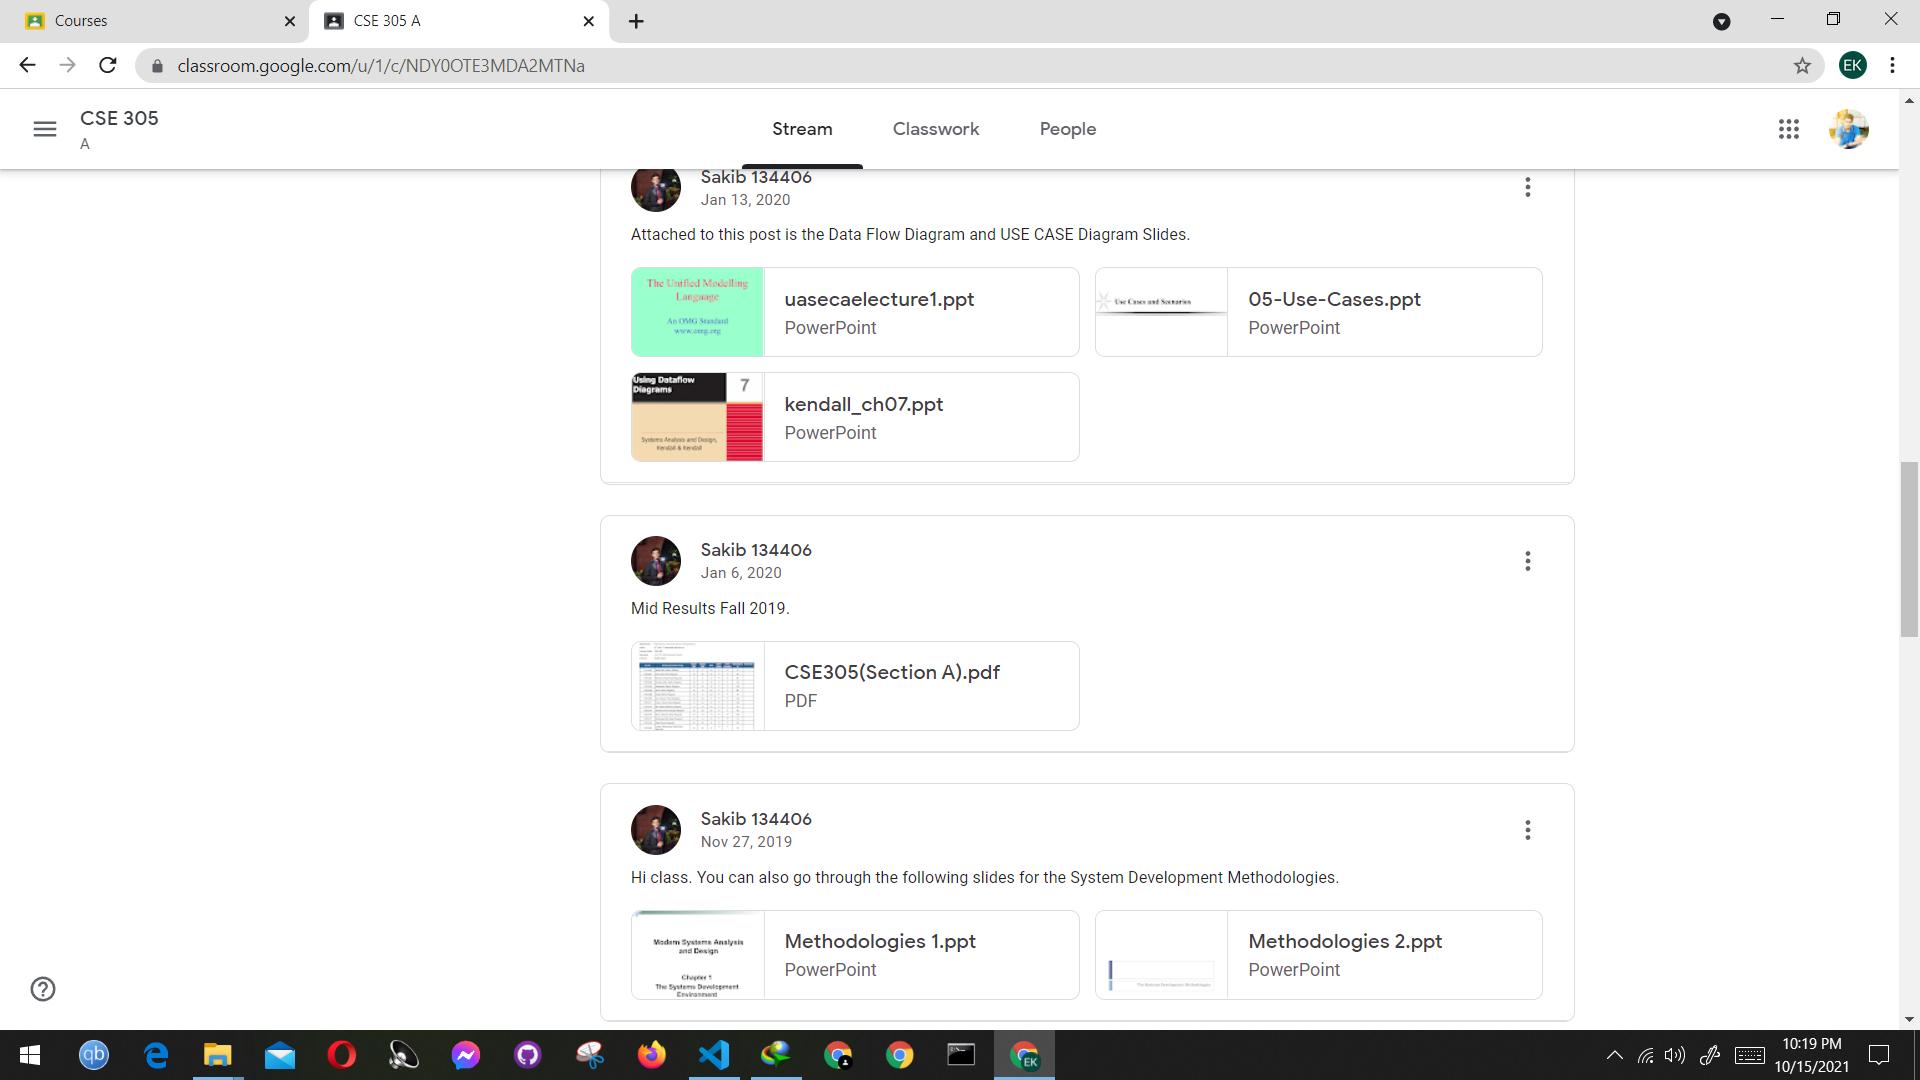 Courses
CSE 305 A
classroom.google.com/u/1/c/NDY0OTE3MDA2MTNa
EK
CSE 305
A
Stream
Classwork
People
Sakib 134406
Jan 13, 2020
Attached to this post is the Data Flow Diagram and USE CASE Diagram Slides.
The Unified Modelling
Language
An OMG Standard
www.omg.org
uasecaelecture1.ppt
PowerPoint
Use Cases and Scenarios
05-Use-Cases.ppt
PowerPoint
Using Dataflow
Diagrams
7
Systems Analysis and Design,
Kendall & Kendall
kendall_ch07.ppt
PowerPoint
Sakib 134406
Jan 6, 2020
Mid Results Fall 2019.
CSE305(Section A).pdf
PDF
Sakib 134406
Nov 27, 2019
Hi class. You can also go through the following slides for the System Development Methodologies.
Modern Systems Analysis
and Design
Chapter 1
The Systems Development
Environment
Methodologies 1.ppt
PowerPoint
Methodologies 2.ppt
PowerPoint
qb
EK
10:19 PM
10/15/2021